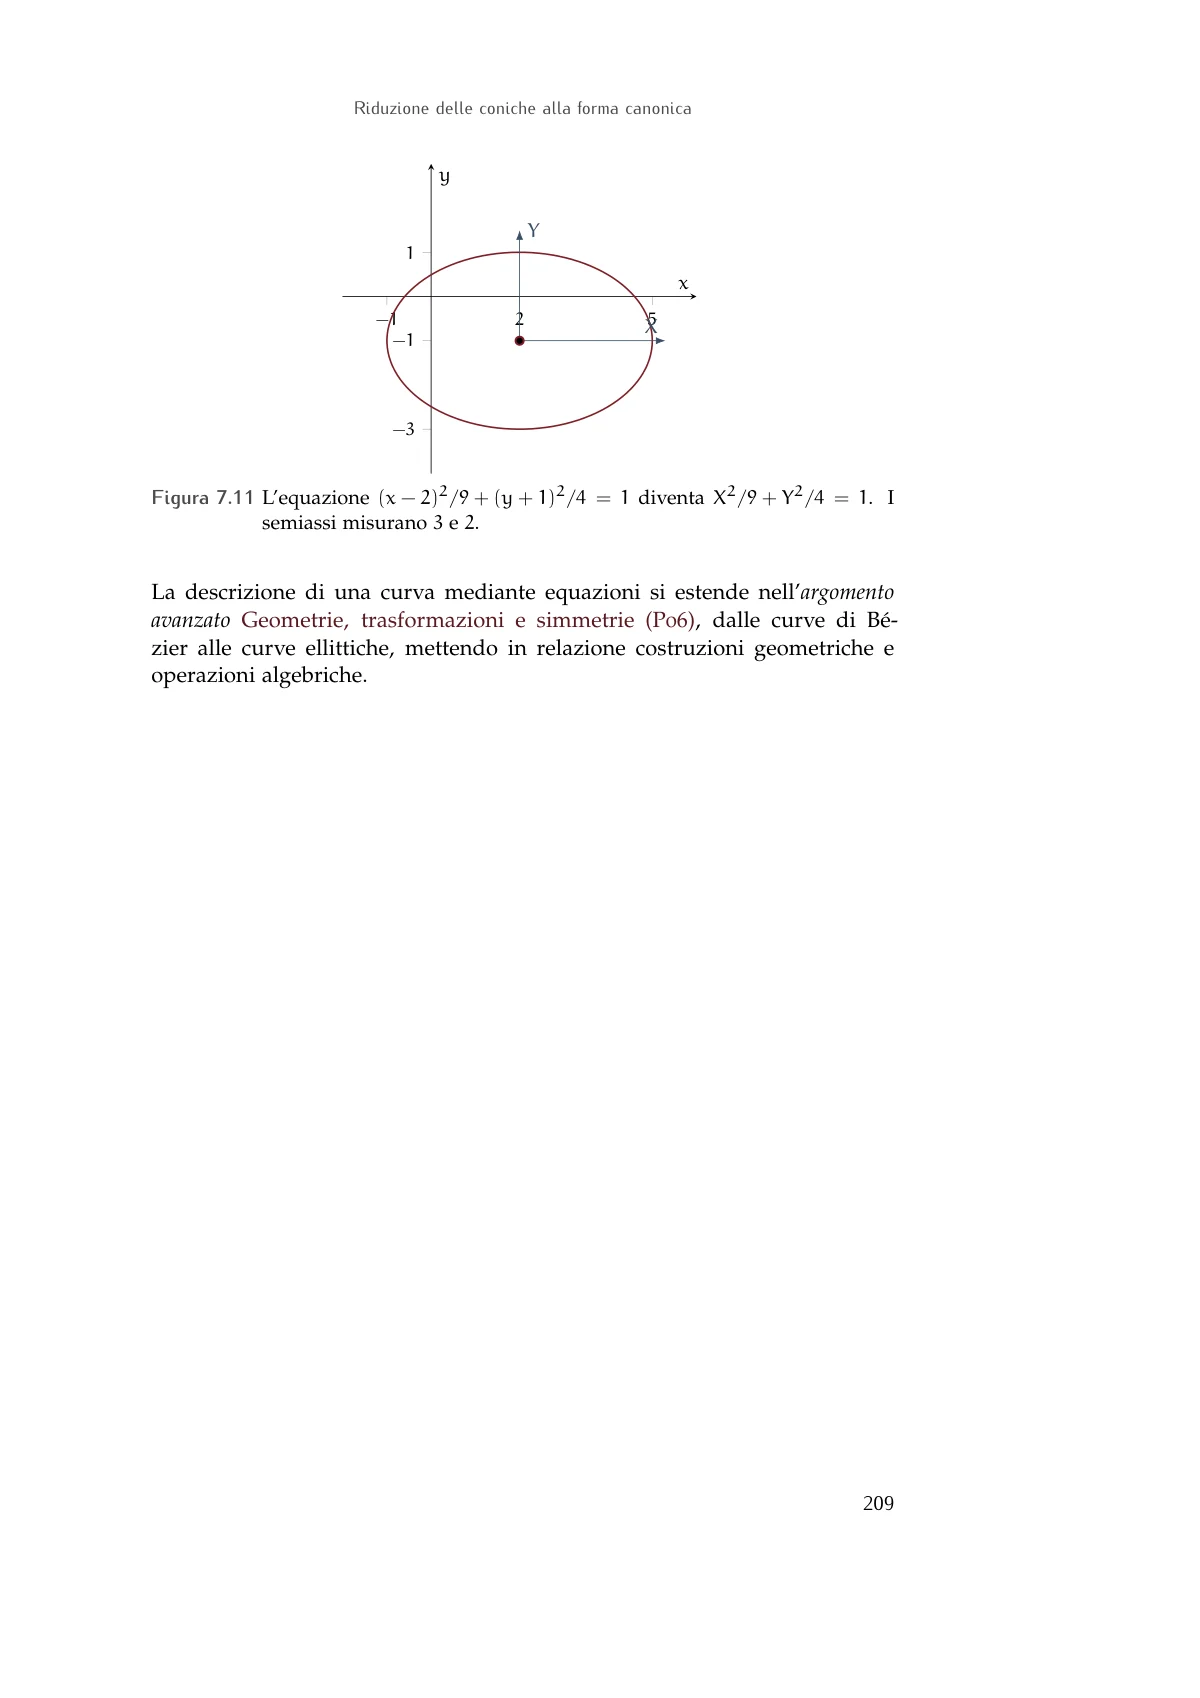 Riduzione delle coniche alla forma canonica
y
Y
1
x
−1
2
5
X
−1
−3
Figura 7.11 L’equazione (x − 2)²/9 + (y + 1)²/4 = 1 diventa X²/9 + Y²/4 = 1. I
semiassi misurano 3 e 2.
La descrizione di una curva mediante equazioni si estende nell’argomento
avanzato Geometrie, trasformazioni e simmetrie (P06), dalle curve di Bé-
zier alle curve ellittiche, mettendo in relazione costruzioni geometriche e
operazioni algebriche.
209